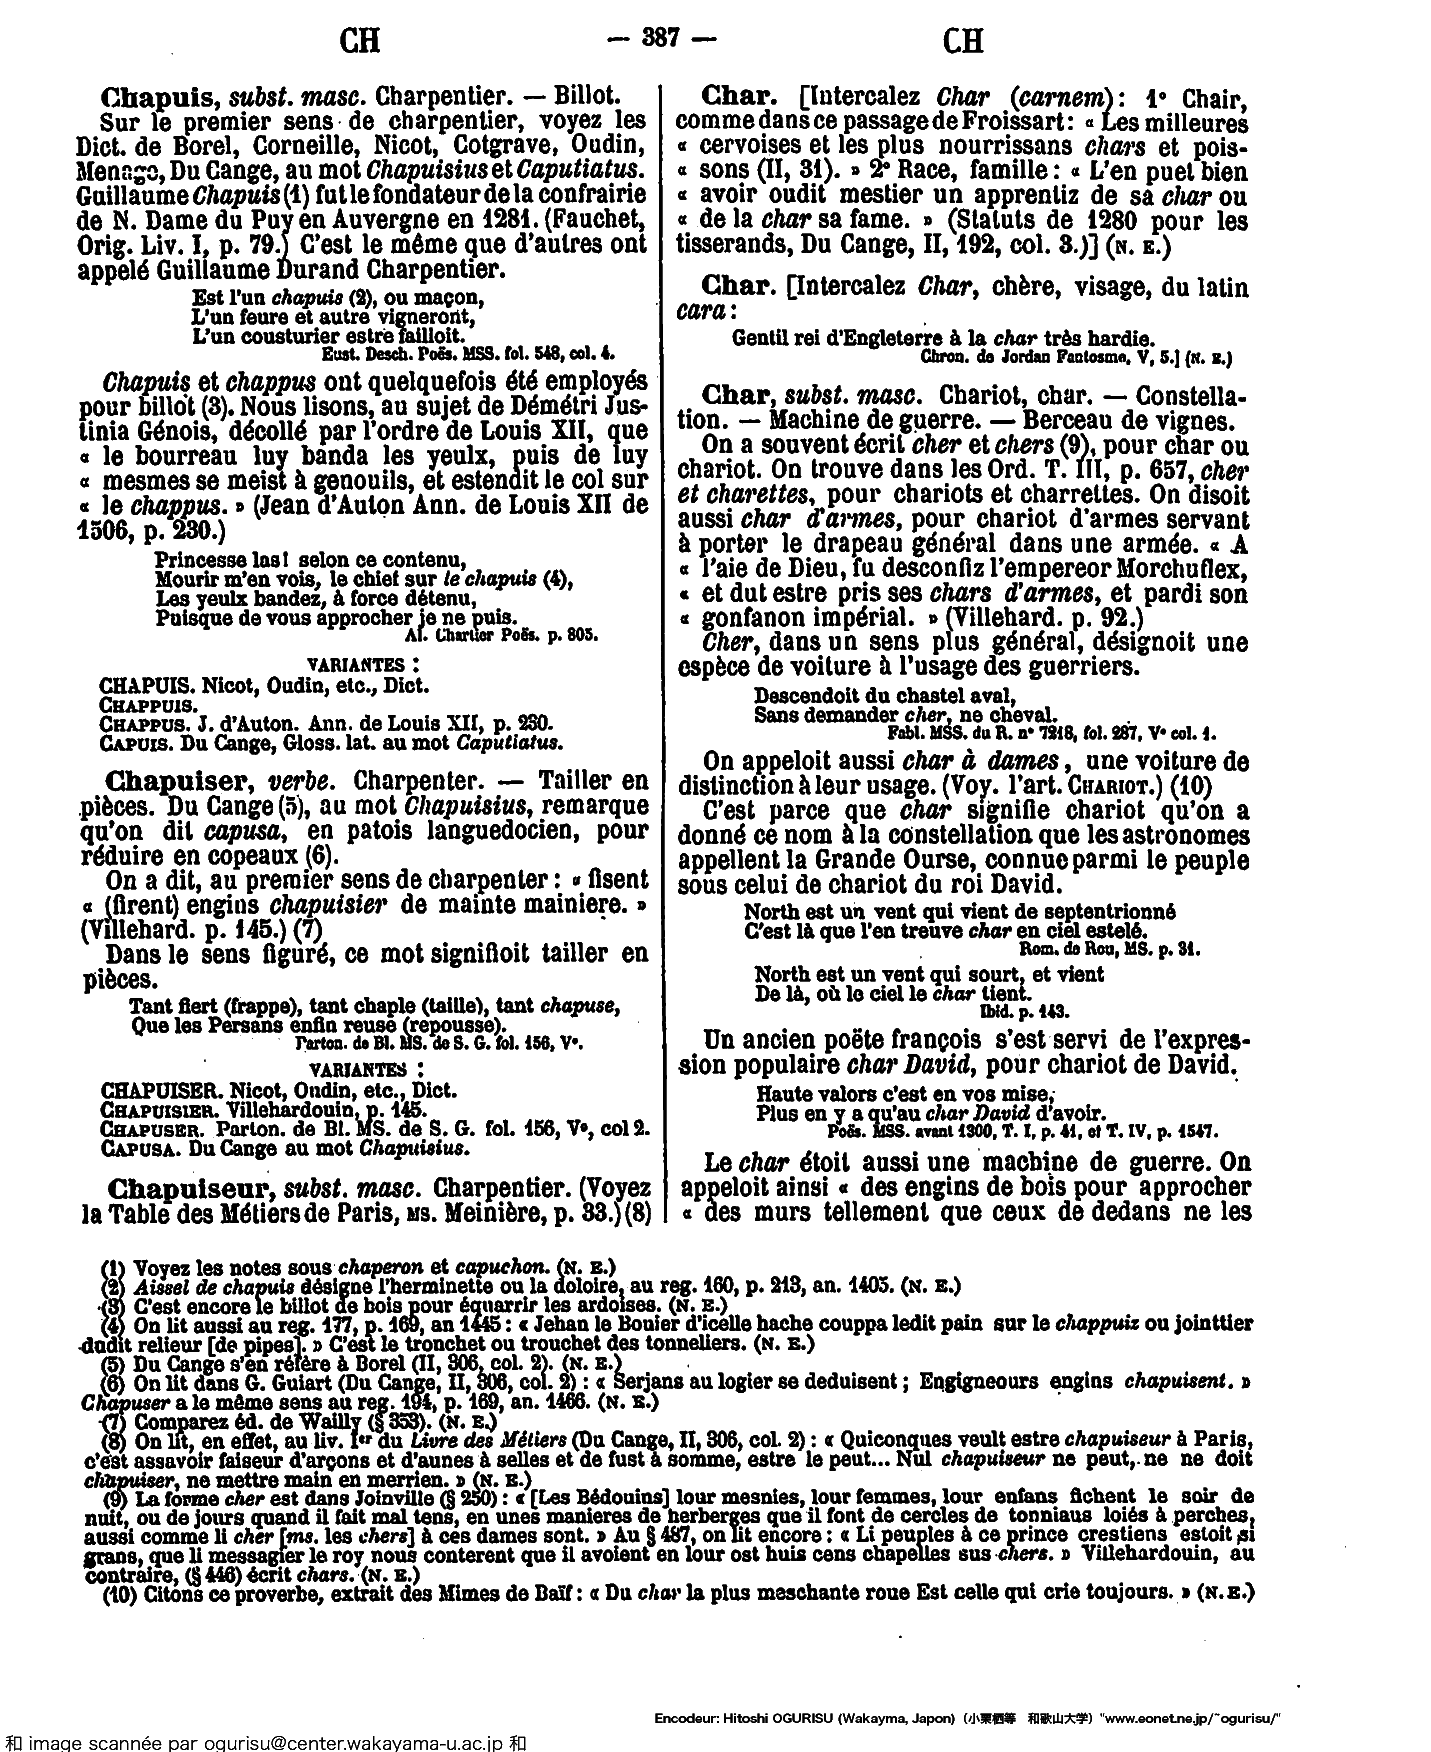 CH
— 387 —
CH
Chapuis, subst. masc. Charpentier. — Billot.
Sur le premier sens de charpentier, voyez les
Dict. de Borel, Corneille, Nicot, Cotgrave, Oudin,
Menage, Du Cange, au mot Chapuisius et Caputiatus.
Guillaume Chapuis (1) fut le fondateur de la confrairie
de N. Dame du Puy en Auvergne en 1281. (Fauchet,
Orig. Liv. I, p. 79.) C'est le même que d'autres ont
appelé Guillaume Durand Charpentier.
Est l'un chapuis (2), ou maçon,
L'un feure et autre vigneront,
L'un cousturier estre failloit.
Eust. Desch. Poës. MSS. fol. 548, col. 4.
Chapuis et chappus ont quelquefois été employés
pour billot (3). Nous lisons, au sujet de Démétri Jus-
tinia Génois, décollé par l'ordre de Louis XII, que
« le bourreau luy banda les yeulx, puis de luy
« mesmes se meist à genouils, et estendit le col sur
« le chappus. » (Jean d'Auton Ann. de Louis XII de
1506, p. 230.)
Princesse las! selon ce contenu,
Mourir m'en vois, le chief sur le chapuis (4),
Les yeulx bandez, à force détenu,
Puisque de vous approcher je ne puis.
Al. Chartier Poës. p. 805.
VARIANTES :
CHAPUIS. Nicot, Oudin, etc., Dict.
CHAPPUIS.
CHAPPUS. J. d'Auton. Ann. de Louis XII, p. 230.
CAPUIS. Du Cange, Gloss. lat. au mot Caputiatus.
Chapuiser, verbe. Charpenter. — Tailler en
pièces. Du Cange (5), au mot Chapuisius, remarque
qu'on dit capusa, en patois languedocien, pour
réduire en copeaux (6).
On a dit, au premier sens de charpenter : « fisent
« (firent) engins chapuisier de mainte mainiere. »
(Villehard. p. 145.) (7)
Dans le sens figuré, ce mot signifioit tailler en
pièces.
Tant fiert (frappe), tant chaple (taille), tant chapuse,
Que les Persans enfin reuse (repousse).
Parton. de Bl. MS. de S. G. fol. 156, V°.
VARIANTES :
CHAPUISER. Nicot, Oudin, etc., Dict.
CHAPUISIER. Villehardouin, p. 145.
CHAPUSER. Parton. de Bl. MS. de S. G. fol. 156, V°, col 2.
CAPUSA. Du Cange au mot Chapuisius.
Chapuiseur, subst. masc. Charpentier. (Voyez
la Table des Métiers de Paris, MS. Meinière, p. 33.) (8)
Char. [Intercalez Char (carnem) : 1° Chair,
comme dans ce passage de Froissart : « Les milleures
« cervoises et les plus nourrissans chars et pois-
« sons (II, 31). » 2° Race, famille : « L'en puet bien
« avoir oudit mestier un apprentiz de sa char ou
« de la char sa fame. » (Statuts de 1280 pour les
tisserands, Du Cange, II, 192, col. 3.)] (N. E.)
Char. [Intercalez Char, chère, visage, du latin
cara :
Gentil rei d'Engleterre à la char très hardie.
Chron. de Jordan Fantosme, V, 5.] (N. E.)
Char, subst. masc. Chariot, char. — Constella-
tion. — Machine de guerre. — Berceau de vignes.
On a souvent écrit cher et chers (9), pour char ou
chariot. On trouve dans les Ord. T. III, p. 657, cher
et charettes, pour chariots et charrettes. On disoit
aussi char d'armes, pour chariot d'armes servant
à porter le drapeau général dans une armée. « A
« l'aie de Dieu, fu desconfiz l'empereor Morchuflex,
« et dut estre pris ses chars d'armes, et pardi son
« gonfanon impérial. » (Villehard. p. 92.)
Cher, dans un sens plus général, désignoit une
espèce de voiture à l'usage des guerriers.
Descendoit du chastel aval,
Sans demander cher, ne cheval.
Fabl. MSS. du R. n° 7218, fol. 287, V° col. 1.
On appeloit aussi char à dames, une voiture de
distinction à leur usage. (Voy. l'art. CHARIOT.) (10)
C'est parce que char signifie chariot qu'on a
donné ce nom à la constellation que les astronomes
appellent la Grande Ourse, connue parmi le peuple
sous celui de chariot du roi David.
North est un vent qui vient de septentrionné
C'est là que l'en treuve char en ciel estelé.
Rom. de Rou, MS. p. 31.
North est un vent qui sourt, et vient
De là, où le ciel le char tient.
Ibid. p. 143.
Un ancien poëte françois s'est servi de l'expres-
sion populaire char David, pour chariot de David.
Haute valors c'est en vos mise,
Plus en y a qu'au char David d'avoir.
Poës. MSS. avant 1300, T. I, p. 41, et T. IV, p. 1547.
Le char étoit aussi une machine de guerre. On
appeloit ainsi « des engins de bois pour approcher
« des murs tellement que ceux de dedans ne les
(1) Voyez les notes sous chaperon et capuchon. (N. E.)
(2) Aissel de chapuis désigne l'herminette ou la doloire, au reg. 160, p. 213, an. 1405. (N. E.)
(3) C'est encore le billot de bois pour équarrir les ardoises. (N. E.)
(4) On lit aussi au reg. 177, p. 169, an 1445 : « Jehan le Bouier d'icelle hache couppa ledit pain sur le chappuiz ou jointtier
dudit relieur [de pipes]. » C'est le tronchet ou trouchet des tonneliers. (N. E.)
(5) Du Cange s'en réfère à Borel (II, 306, col. 2). (N. E.)
(6) On lit dans G. Guiart (Du Cange, II, 306, col. 2) : « Serjans au logier se deduisent ; Engigneours engins chapuisent. »
Chapuser a le même sens au reg. 194, p. 169, an. 1466. (N. E.)
(7) Comparez éd. de Wailly (§ 353). (N. E.)
(8) On lit, en effet, au liv. Ier du Livre des Métiers (Du Cange, II, 306, col. 2) : « Quiconques veult estre chapuiseur à Paris,
c'est assavoir faiseur d'arçons et d'aunes à selles et de fust à somme, estre le peut... Nul chapuiseur ne peut, ne ne doit
chapuiser, ne mettre main en merrien. » (N. E.)
(9) La forme cher est dans Joinville (§ 250) : « [Les Bédouins] lour mesnies, lour femmes, lour enfans fichent le soir de
nuit, ou de jours quand il fait mal tens, en unes manieres de herberges que il font de cercles de tonniaus loiés à perches,
aussi comme li cher [ms. les chers] à ces dames sont. » Au § 487, on lit encore : « Li peuples à ce prince crestiens estoit si
grans, que li messagier le roy nous conterent que il avoient en lour ost huis cens chapelles sus chers. » Villehardouin, au
contraire, (§ 446) écrit chars. (N. E.)
(10) Citons ce proverbe, extrait des Mimes de Baïf : « Du char la plus meschante roue Est celle qui crie toujours. » (N. E.)
Encodeur: Hitoshi OGURISU (Wakayma, Japon) (小栗栖等 和歌山大学) "www.eonet.ne.jp/~ogurisu/"
和 image scannée par ogurisu@center.wakayama-u.ac.jp 和